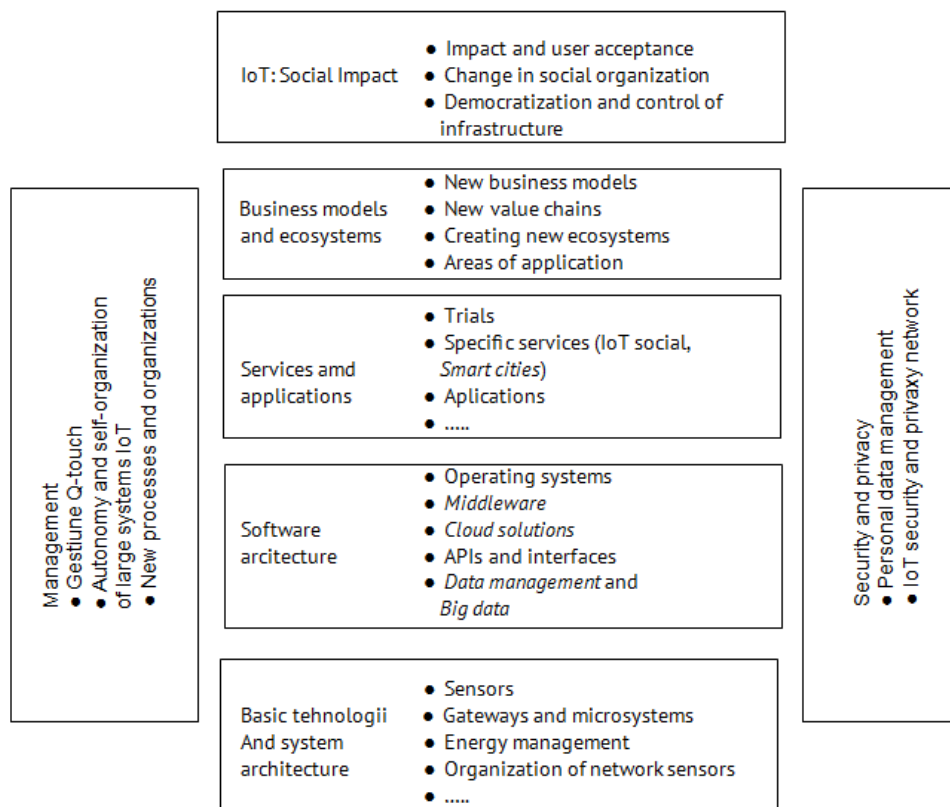 IoT: Social Impact
● Impact and user acceptance
● Change in social organization
● Democratization and control of
infrastructure
Business models
and ecosystems
● New business models
● New value chains
● Creating new ecosystems
● Areas of application
Services amd
applications
● Trials
● Specific services (IoT social,
Smart cities)
● Aplications
● .....
Software
arcitecture
● Operating systems
● Middleware
● Cloud solutions
● APIs and interfaces
● Data management and
Big data
Basic tehnologii
And system
architecture
● Sensors
● Gateways and microsystems
● Energy management
● Organization of network sensors
● .....
Management
● Gestiune Q-touch
● Autonomy and self-organization
of large systems IoT
● New processes and organizations
Security and privacy
● Personal data management
● IoT security and privaxy network